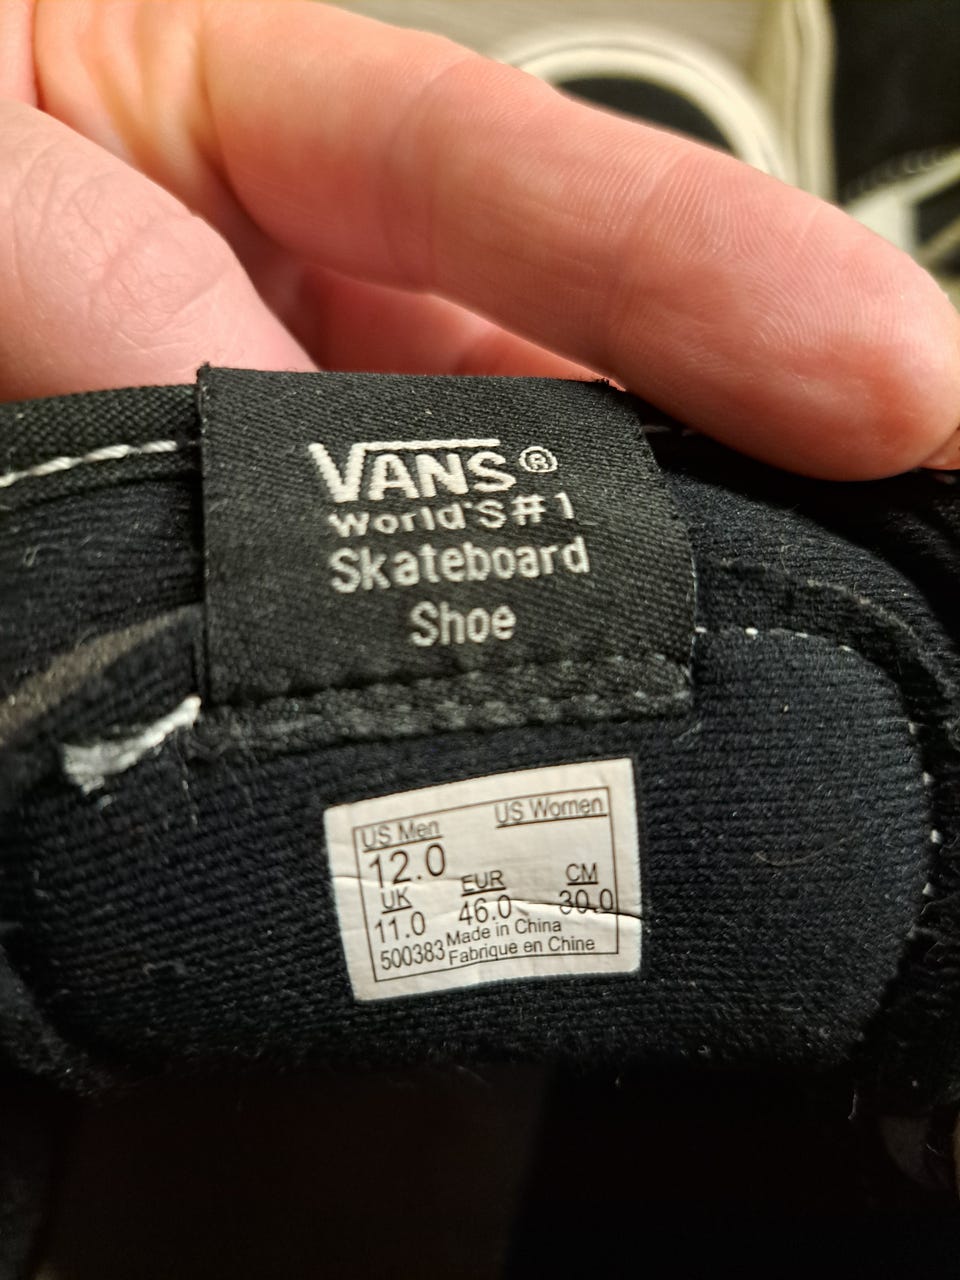 VANS®
World'S #1
Skateboard
Shoe
US Men US Women
12.0
UK EUR CM
11.0 46.0 30.0
500383 Made in China
Fabrique en Chine